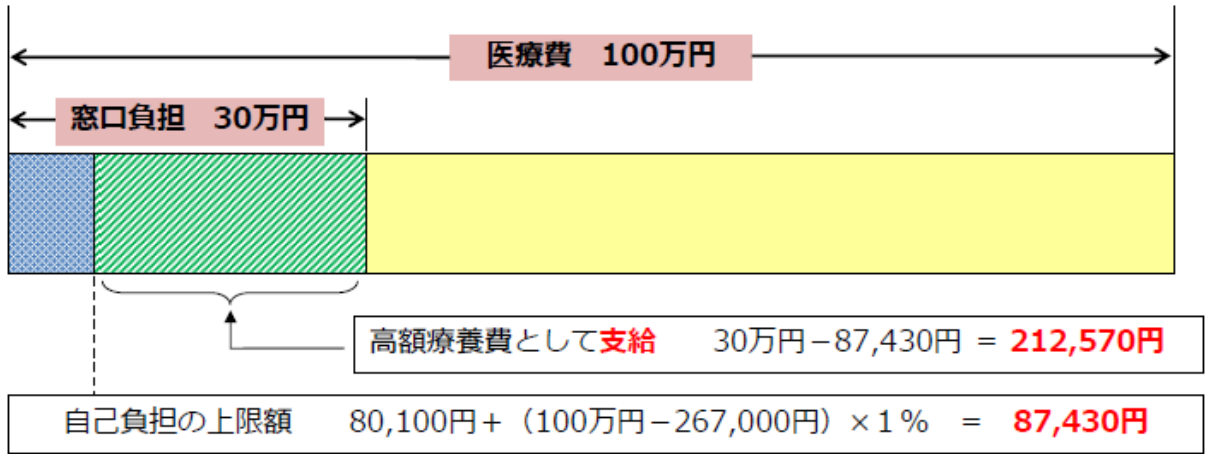 医療費　100万円
窓口負担　30万円
高額療養費として支給　　30万円－87,430円 = 212,570円
自己負担の上限額　　80,100円＋（100万円－267,000円）×1％　=　87,430円